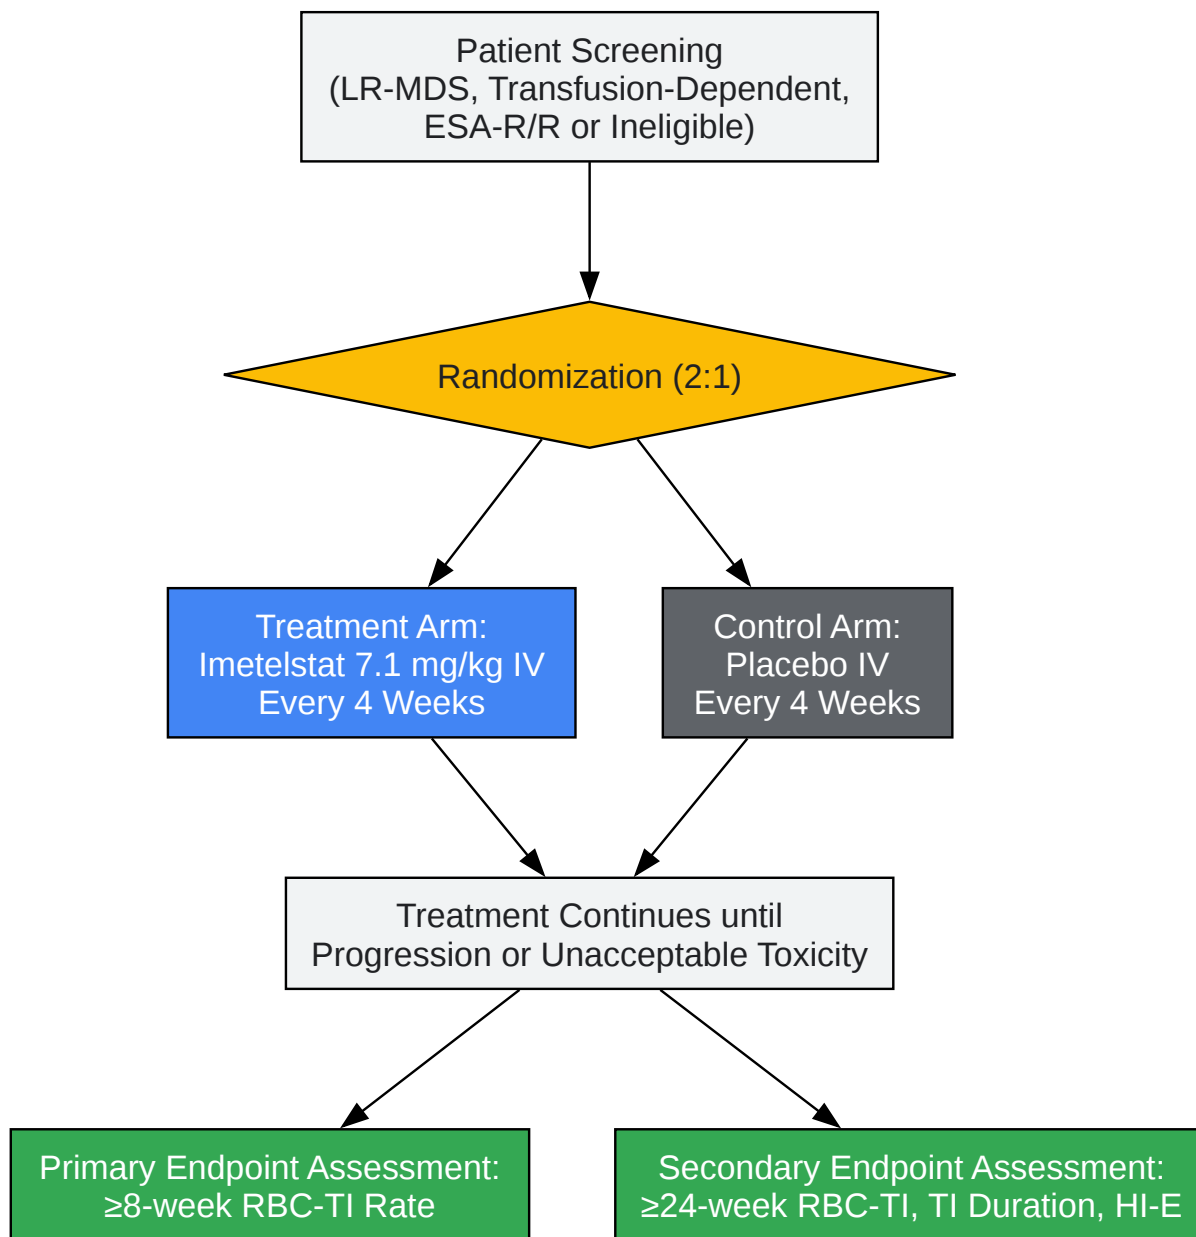 Patient Screening
(LR-MDS, Transfusion-Dependent,
ESA-R/R or Ineligible)
Randomization (2:1)
Treatment Arm:
Imetelstat 7.1 mg/kg IV
Every 4 Weeks
Control Arm:
Placebo IV
Every 4 Weeks
Treatment Continues until
Progression or Unacceptable Toxicity
Primary Endpoint Assessment:
≥8-week RBC-TI Rate
Secondary Endpoint Assessment:
≥24-week RBC-TI, TI Duration, HI-E